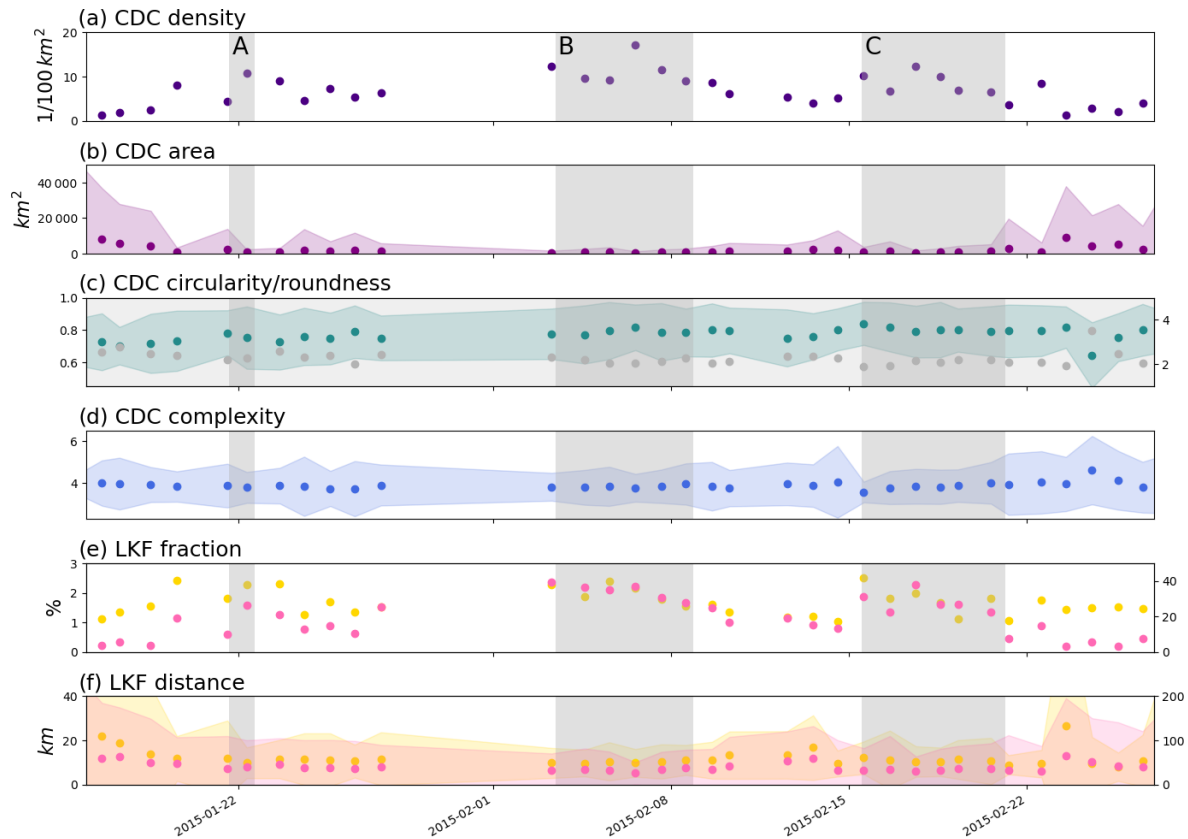 (a) CDC density
1/100 km²
20
10
0
A
B
C
(b) CDC area
km²
40 000
20 000
0
(c) CDC circularity/roundness
1.0
0.8
0.6
4
2
(d) CDC complexity
6
4
(e) LKF fraction
%
3
2
1
0
40
20
0
(f) LKF distance
km
40
20
0
200
100
0
2015-01-22
2015-02-01
2015-02-08
2015-02-15
2015-02-22